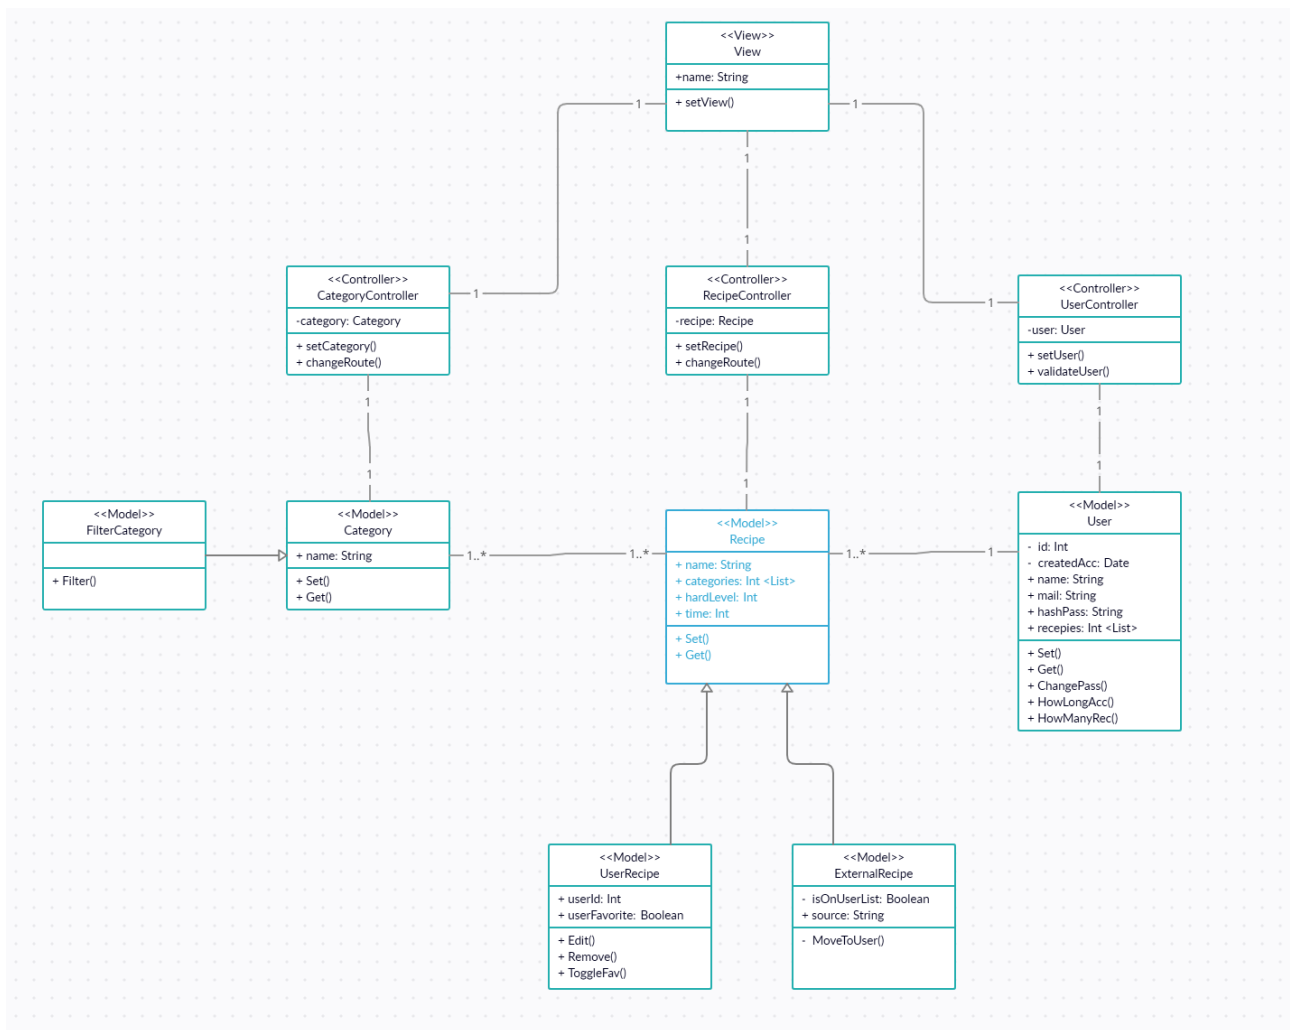 <<View>>
View
+name: String
+ setView()
1
1
1
1
<<Controller>>
CategoryController
-category: Category
+ setCategory()
+ changeRoute()
1
<<Controller>>
RecipeController
-recipe: Recipe
+ setRecipe()
+ changeRoute()
1
<<Controller>>
UserController
-user: User
+ setUser()
+ validateUser()
1
1
1
1
1
1
<<Model>>
FilterCategory
+ Filter()
<<Model>>
Category
+ name: String
+ Set()
+ Get()
1..*
1..*
<<Model>>
Recipe
+ name: String
+ categories: Int <List>
+ hardLevel: Int
+ time: Int
+ Set()
+ Get()
1..*
1
<<Model>>
User
- id: Int
- createdAcc: Date
+ name: String
+ mail: String
+ hashPass: String
+ recepies: Int <List>
+ Set()
+ Get()
+ ChangePass()
+ HowLongAcc()
+ HowManyRec()
<<Model>>
UserRecipe
+ userId: Int
+ userFavorite: Boolean
+ Edit()
+ Remove()
+ ToggleFav()
<<Model>>
ExternalRecipe
- isOnUserList: Boolean
+ source: String
- MoveToUser()